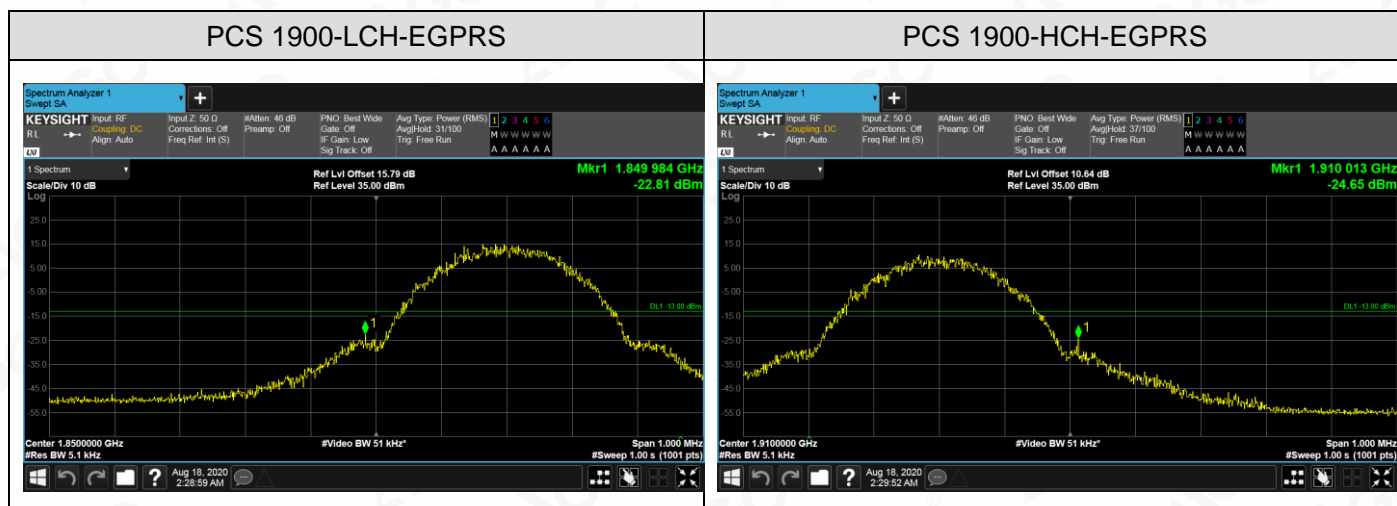 PCS 1900-LCH-EGPRS
PCS 1900-HCH-EGPRS
Spectrum Analyzer 1
Swept SA
+
KEYSIGHT
RL
LXI
Input: RF
Coupling: DC
Align: Auto
Input Z: 50 Ω
Corrections: Off
Freq Ref: Int (S)
#Atten: 46 dB
Preamp: Off
PNO: Best Wide
Gate: Off
IF Gain: Low
Sig Track: Off
Avg Type: Power (RMS)
Avg|Hold: 31/100
Trig: Free Run
1 2 3 4 5 6
M W W W W W
A A A A A A
1 Spectrum
Scale/Div 10 dB
Log
Ref Lvl Offset 15.79 dB
Ref Level 35.00 dBm
Mkr1 1.849 984 GHz
-22.81 dBm
25.0
15.0
5.00
-5.00
DL1 -13.00 dBm
-15.0
1
-25.0
-35.0
-45.0
-55.0
Center 1.8500000 GHz
#Res BW 5.1 kHz
#Video BW 51 kHz*
Span 1.000 MHz
#Sweep 1.00 s (1001 pts)
?
Aug 18, 2020
2:28:59 AM
Spectrum Analyzer 1
Swept SA
+
KEYSIGHT
RL
LXI
Input: RF
Coupling: DC
Align: Auto
Input Z: 50 Ω
Corrections: Off
Freq Ref: Int (S)
#Atten: 46 dB
Preamp: Off
PNO: Best Wide
Gate: Off
IF Gain: Low
Sig Track: Off
Avg Type: Power (RMS)
Avg|Hold: 37/100
Trig: Free Run
1 2 3 4 5 6
M W W W W W
A A A A A A
1 Spectrum
Scale/Div 10 dB
Log
Ref Lvl Offset 10.64 dB
Ref Level 35.00 dBm
Mkr1 1.910 013 GHz
-24.65 dBm
25.0
15.0
5.00
-5.00
DL1 -13.00 dBm
-15.0
1
-25.0
-35.0
-45.0
-55.0
Center 1.9100000 GHz
#Res BW 5.1 kHz
#Video BW 51 kHz*
Span 1.000 MHz
#Sweep 1.00 s (1001 pts)
?
Aug 18, 2020
2:29:52 AM